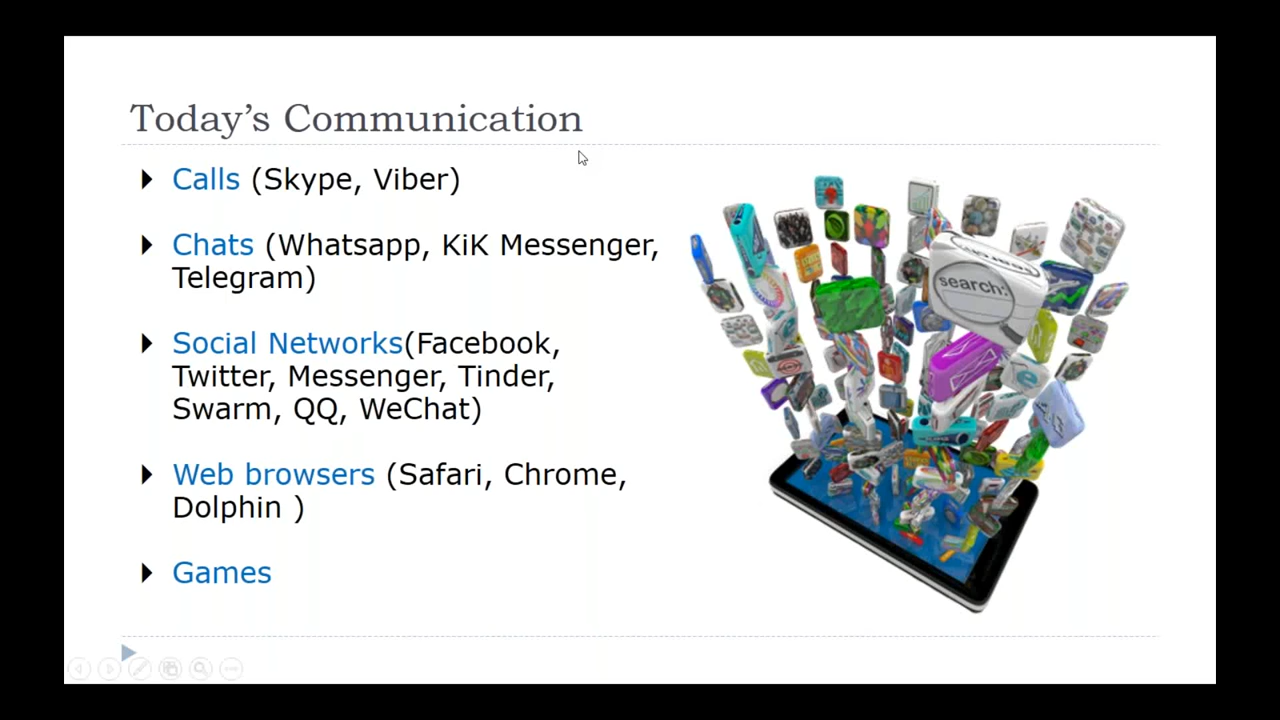 Today's Communication
Calls (Skype, Viber)
Chats (Whatsapp, KiK Messenger,
Telegram)
Social Networks(Facebook,
Twitter, Messenger, Tinder,
Swarm, QQ, WeChat)
Web browsers (Safari, Chrome,
Dolphin )
Games
search: